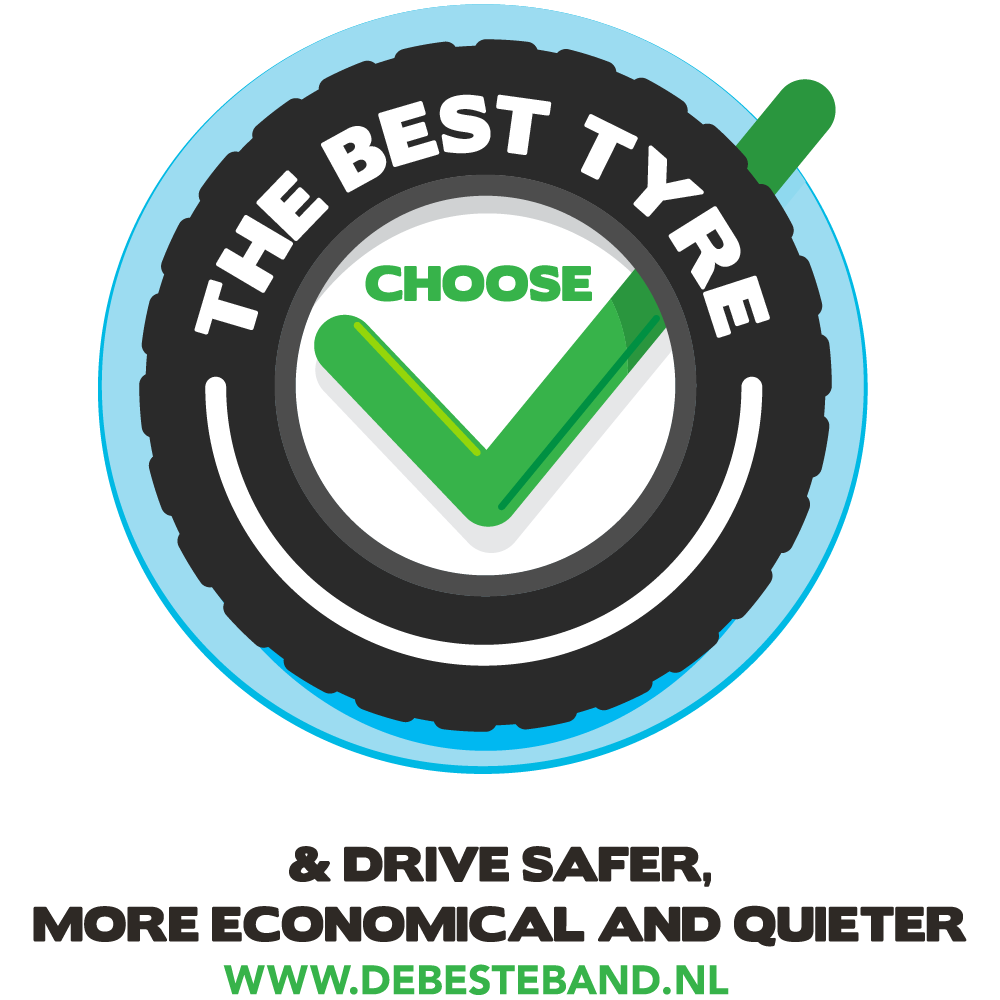 CHOOSE
THE BEST TYRE
& DRIVE SAFER,
MORE ECONOMICAL AND QUIETER
WWW.DEBESTEBAND.NL